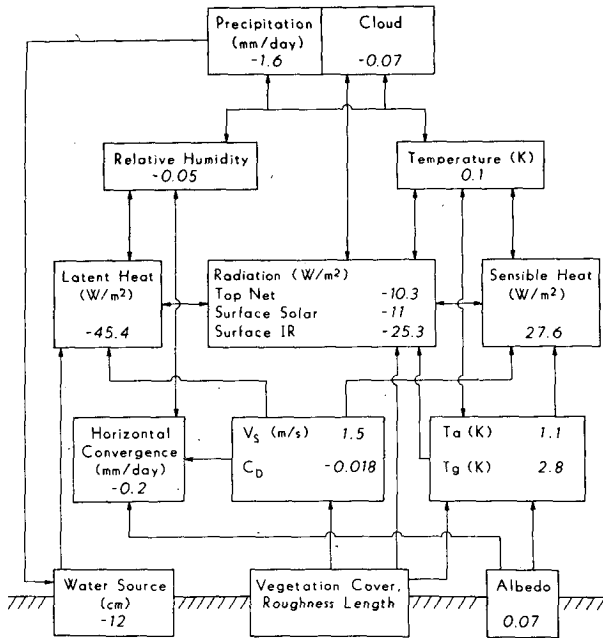 Precipitation
(mm/day)
-1.6
Cloud
-0.07
Relative Humidity
-0.05
Temperature (K)
0.1
Latent Heat
(W/m²)
-45.4
Radiation (W/m²)
Top Net -10.3
Surface Solar -11
Surface IR -25.3
Sensible Heat
(W/m²)
27.6
Horizontal
Convergence
(mm/day)
-0.2
V_S (m/s) 1.5
C_D -0.018
Ta (K) 1.1
Tg (K) 2.8
Water Source
(cm)
-12
Vegetation Cover,
Roughness Length
Albedo
0.07